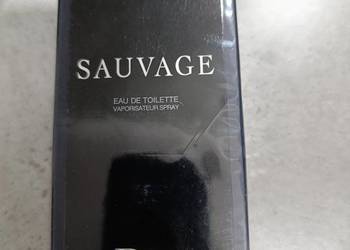 SAUVAGE
EAU DE TOILETTE
VAPORISATEUR SPRAY